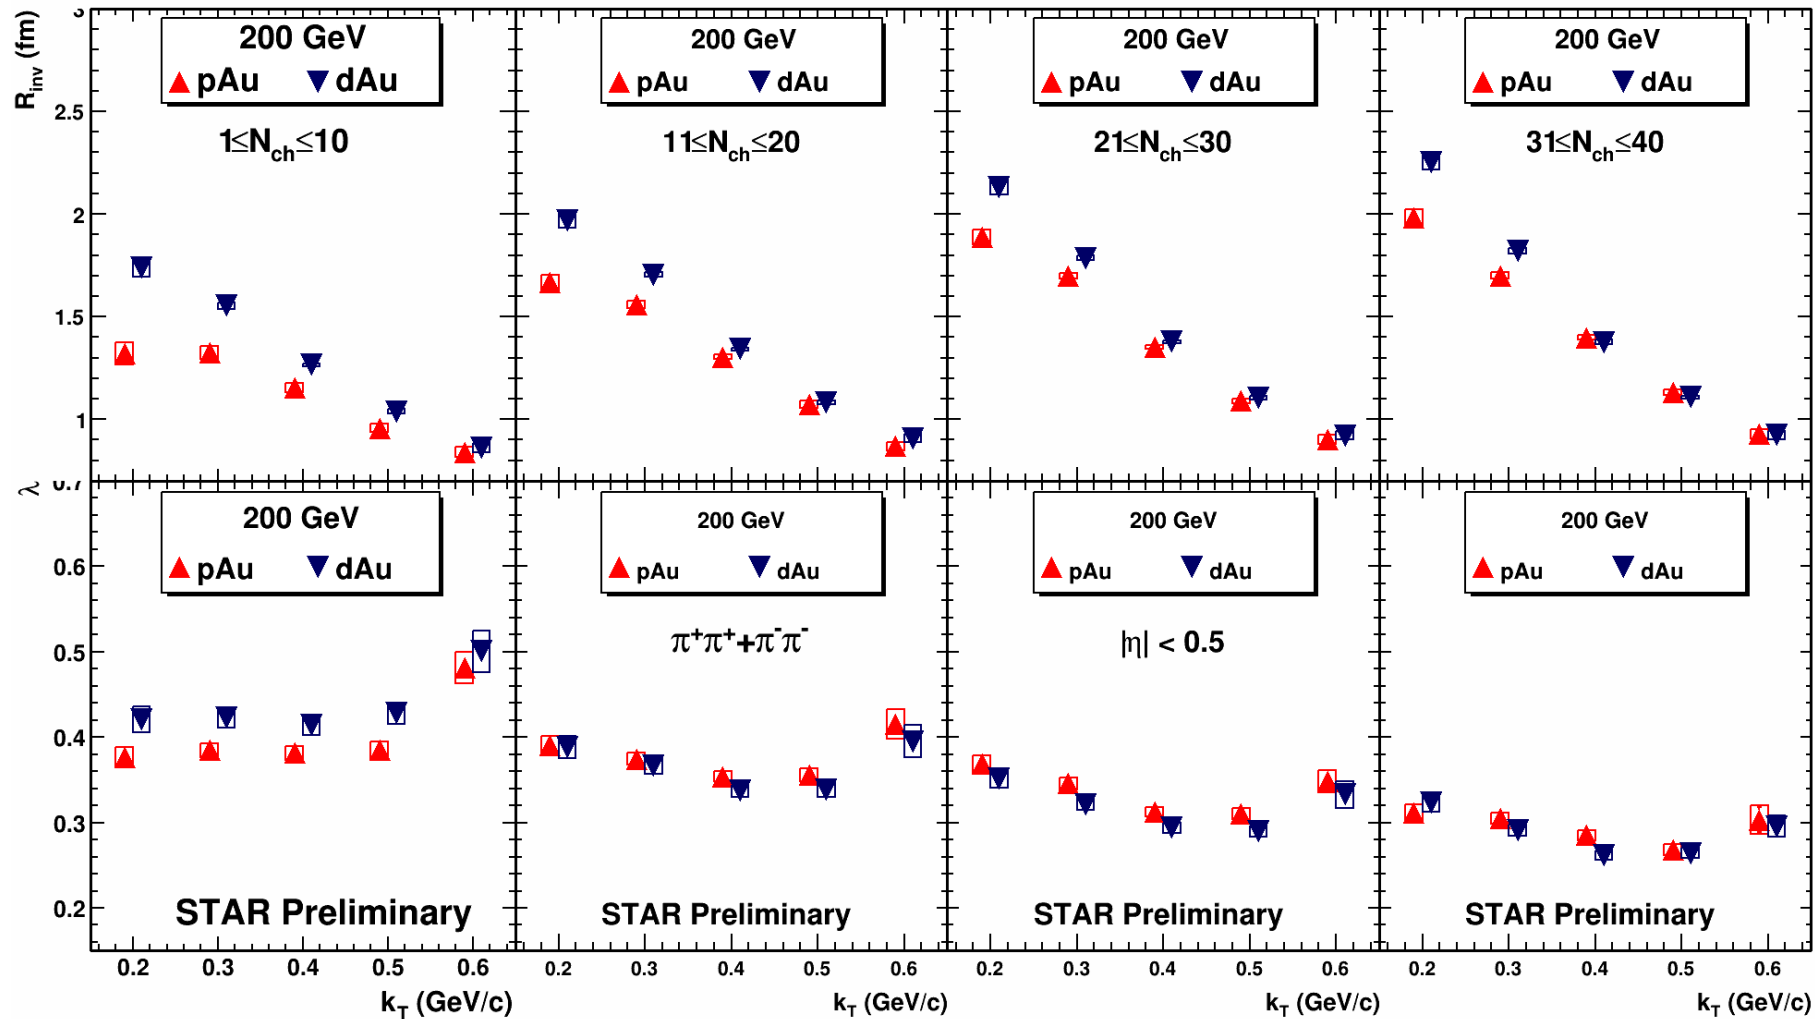 R_inv (fm)
3
2.5
2
1.5
1
200 GeV
pAu dAu
1≤N_ch≤10
200 GeV
pAu dAu
11≤N_ch≤20
200 GeV
pAu dAu
21≤N_ch≤30
200 GeV
pAu dAu
31≤N_ch≤40
λ
0.7
0.6
0.5
0.4
0.3
0.2
200 GeV
pAu dAu
STAR Preliminary
200 GeV
pAu dAu
π⁺π⁺+π⁻π⁻
STAR Preliminary
200 GeV
pAu dAu
|η| < 0.5
STAR Preliminary
200 GeV
pAu dAu
STAR Preliminary
0.2 0.3 0.4 0.5 0.6
0.2 0.3 0.4 0.5 0.6
0.2 0.3 0.4 0.5 0.6
0.2 0.3 0.4 0.5 0.6
k_T (GeV/c)
k_T (GeV/c)
k_T (GeV/c)
k_T (GeV/c)